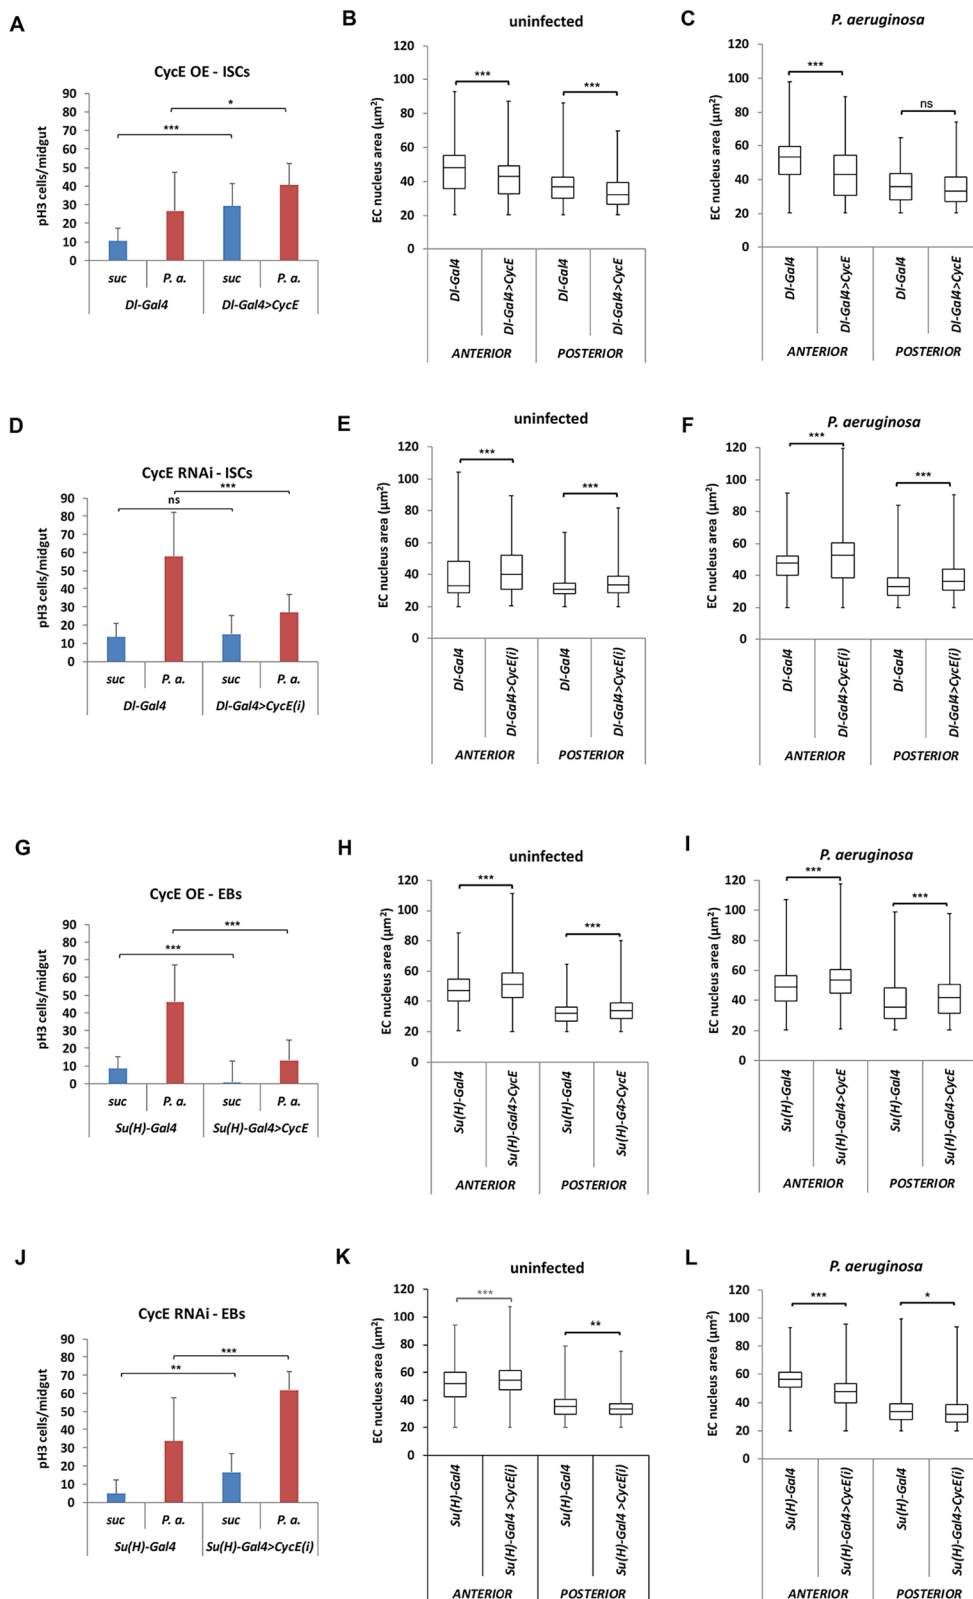 A
CycE OE - ISCs
pH3 cells/midgut
90
80
70
60
50
40
30
20
10
0
***
*
suc P. a. suc P. a.
Dl-Gal4 Dl-Gal4>CycE
B
uninfected
EC nucleus area (μm²)
120
100
80
60
40
20
0
*** ***
Dl-Gal4
Dl-Gal4>CycE
Dl-Gal4
Dl-Gal4>CycE
ANTERIOR POSTERIOR
C
P. aeruginosa
EC nucleus area (μm²)
120
100
80
60
40
20
0
*** ns
Dl-Gal4
Dl-Gal4>CycE
Dl-Gal4
Dl-Gal4>CycE
ANTERIOR POSTERIOR
D
CycE RNAi - ISCs
pH3 cells/midgut
90
80
70
60
50
40
30
20
10
0
***
ns
suc P. a. suc P. a.
Dl-Gal4 Dl-Gal4>CycE(i)
E
uninfected
EC nucleus area (μm²)
120
100
80
60
40
20
0
*** ***
Dl-Gal4
Dl-Gal4>CycE(i)
Dl-Gal4
Dl-Gal4>CycE(i)
ANTERIOR POSTERIOR
F
P. aeruginosa
EC nucleus area (μm²)
120
100
80
60
40
20
0
*** ***
Dl-Gal4
Dl-Gal4>CycE(i)
Dl-Gal4
Dl-Gal4>CycE(i)
ANTERIOR POSTERIOR
G
CycE OE - EBs
pH3 cells/midgut
90
80
70
60
50
40
30
20
10
0
***
***
suc P. a. suc P. a.
Su(H)-Gal4 Su(H)-Gal4>CycE
H
uninfected
EC nucleus area (μm²)
120
100
80
60
40
20
0
*** ***
Su(H)-Gal4
Su(H)-Gal4>CycE
Su(H)-Gal4
Su(H)-G4>CycE
ANTERIOR POSTERIOR
I
P. aeruginosa
EC nucleus area (μm²)
120
100
80
60
40
20
0
*** ***
Su(H)-Gal4
Su(H)-Gal4>CycE
Su(H)-Gal4
Su(H)-Gal4>CycE
ANTERIOR POSTERIOR
J
CycE RNAi - EBs
pH3 cells/midgut
90
80
70
60
50
40
30
20
10
0
***
**
suc P. a. suc P. a.
Su(H)-Gal4 Su(H)-Gal4>CycE(i)
K
uninfected
EC nuclues area (μm²)
120
100
80
60
40
20
0
*** **
Su(H)-Gal4
Su(H)-Gal4 >CycE(i)
Su(H)-Gal4
Su(H)-Gal4 >CycE(i)
ANTERIOR POSTERIOR
L
P. aeruginosa
EC nucleus area (μm²)
120
100
80
60
40
20
0
*** *
Su(H)-Gal4
Su(H)-Gal4>CycE(i)
Su(H)-Gal4
Su(H)-Gal4>CycE(i)
ANTERIOR POSTERIOR